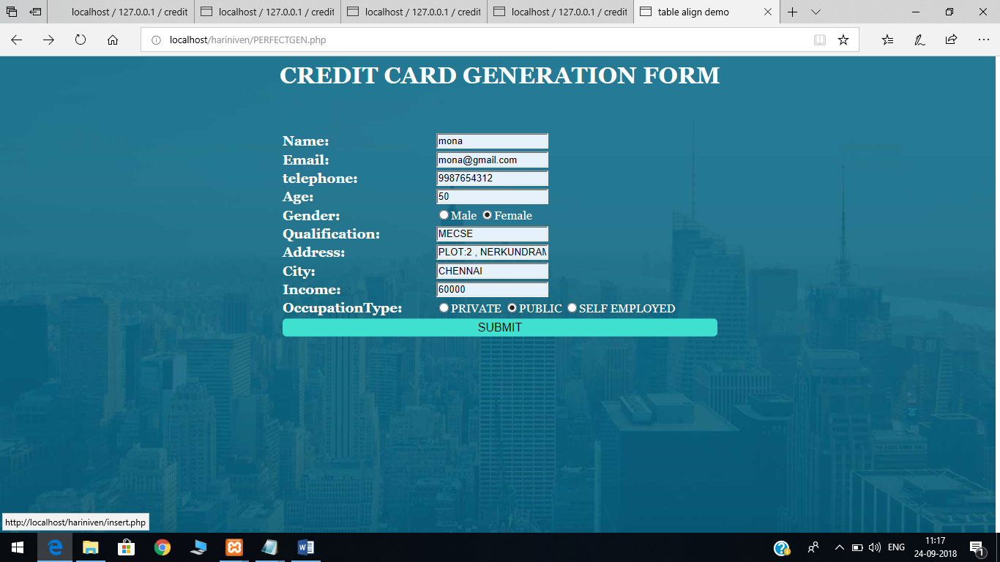 localhost / 127.0.0.1 / credit
localhost / 127.0.0.1 / credit
localhost / 127.0.0.1 / credit
localhost / 127.0.0.1 / credit
table align demo
localhost/hariniven/PERFECTGEN.php
CREDIT CARD GENERATION FORM
Name: mona
Email: mona@gmail.com
telephone: 9987654312
Age: 50
Gender: Male Female
Qualification: MECSE
Address: PLOT:2 , NERKUNDRAM
City: CHENNAI
Income: 60000
OccupationType: PRIVATE PUBLIC SELF EMPLOYED
SUBMIT
http://localhost/hariniven/insert.php
ENG
11:17
24-09-2018
1